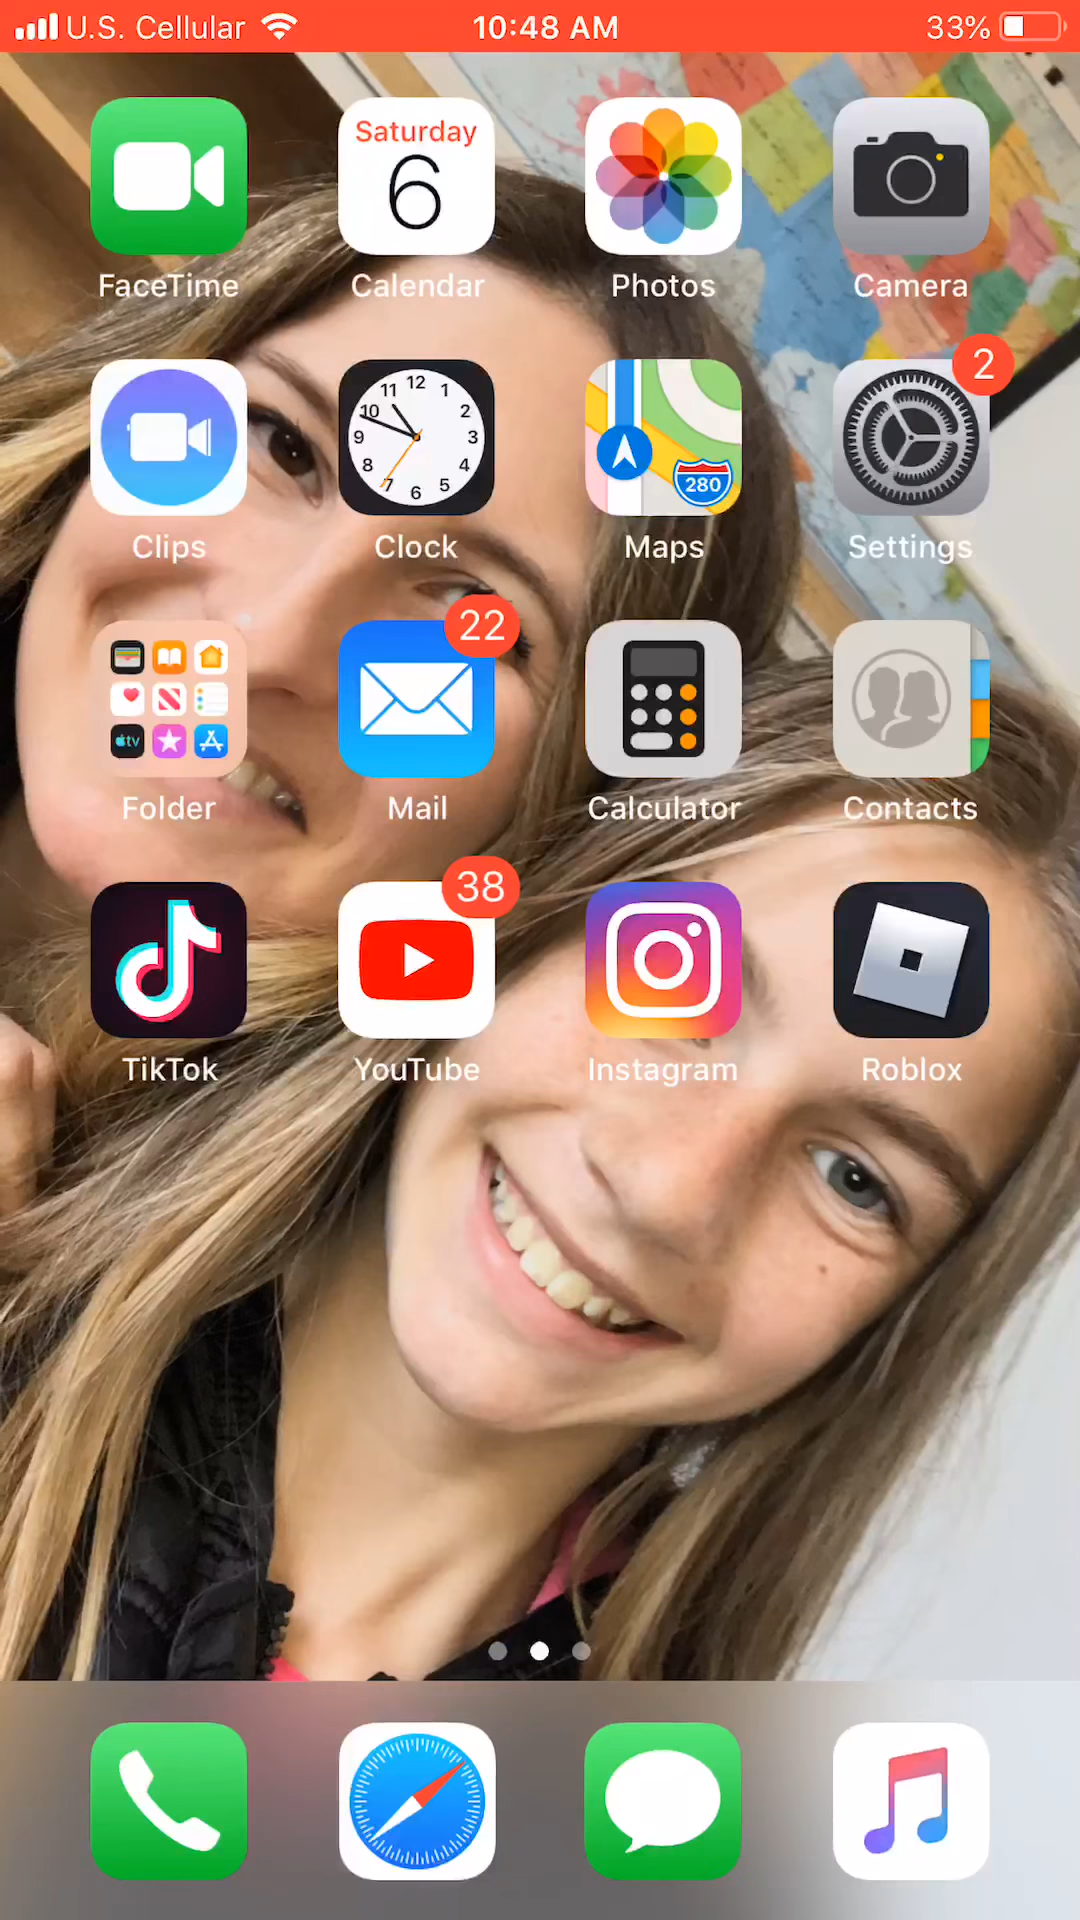 U.S. Cellular 10:48 AM 33%
Saturday
6
FaceTime Calendar Photos Camera
12
11 1
10 2
9 3
8 4
7 5
6
280
2
Clips Clock Maps Settings
tv
22
Folder Mail Calculator Contacts
38
TikTok YouTube Instagram Roblox